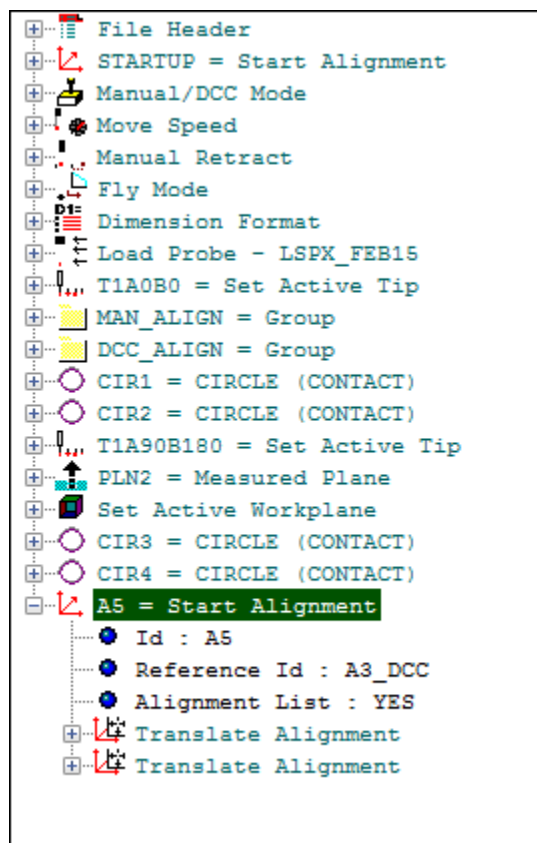 File Header
STARTUP = Start Alignment
Manual/DCC Mode
Move Speed
Manual Retract
Fly Mode
D1=
Dimension Format
Load Probe - LSPX_FEB15
T1A0B0 = Set Active Tip
MAN_ALIGN = Group
DCC_ALIGN = Group
CIR1 = CIRCLE (CONTACT)
CIR2 = CIRCLE (CONTACT)
T1A90B180 = Set Active Tip
PLN2 = Measured Plane
Set Active Workplane
CIR3 = CIRCLE (CONTACT)
CIR4 = CIRCLE (CONTACT)
A5 = Start Alignment
Id : A5
Reference Id : A3_DCC
Alignment List : YES
Translate Alignment
Translate Alignment